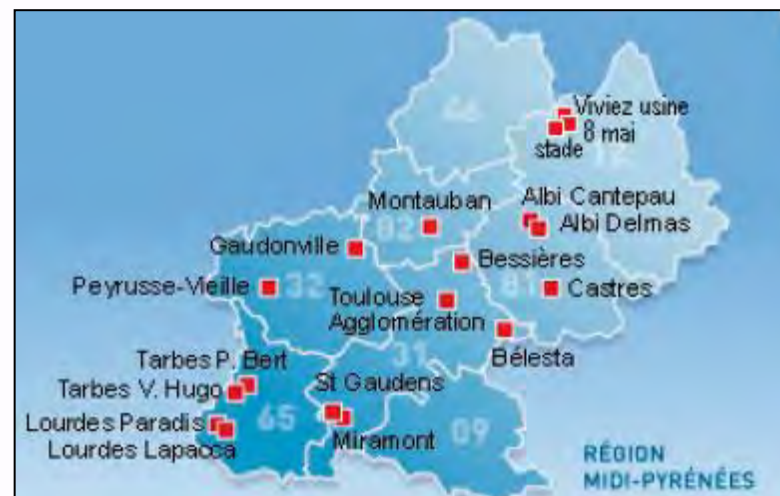 46
Viviez usine
8 mai
stade
12
Albi Cantepau
Montauban
82
Albi Delmas
Gaudonville
Bessières
Peyrusse-Vieille
32
81
Castres
Toulouse
Agglomération
Bélesta
31
Tarbes P. Bert
St Gaudens
Tarbes V. Hugo
Lourdes Paradis
65
Miramont
09
Lourdes Lapacca
RÉGION
MIDI-PYRÉNÉES